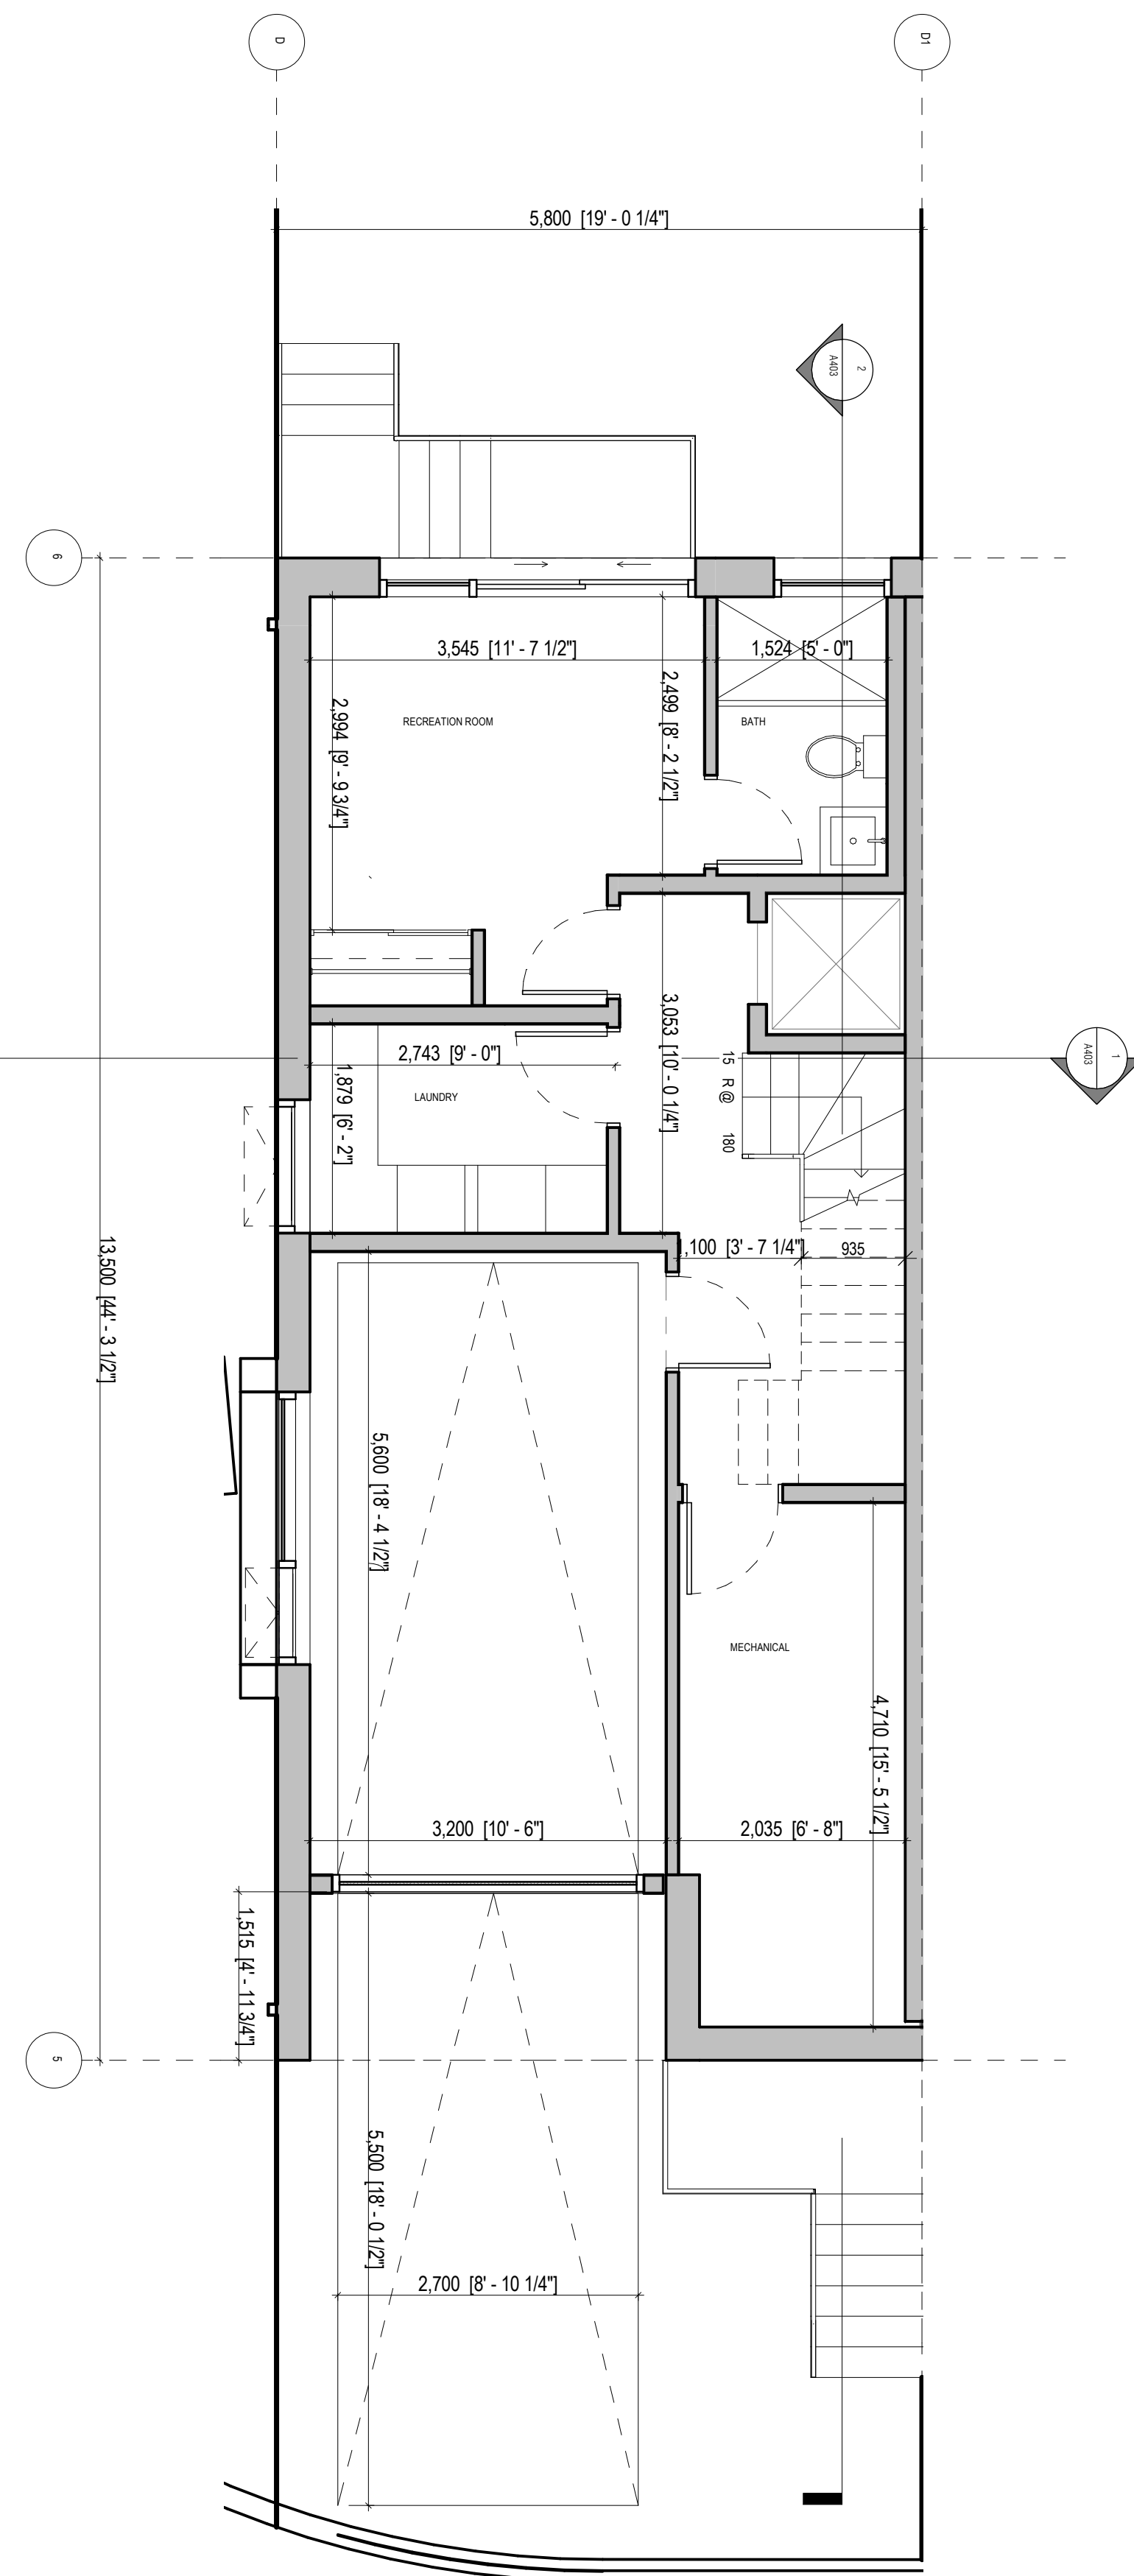 D
D1
5,800 [19' - 0 1/4"]
2
A403
6
3,545 [11' - 7 1/2"]
1,524 [5' - 0"]
2,499 [8' - 2 1/2"]
2,994 [9' - 9 3/4"]
RECREATION ROOM
BATH
3,053 [10' - 0 1/4"]
1
A403
15 R @ 180
2,743 [9' - 0"]
1,879 [6' - 2"]
LAUNDRY
,100 [3' - 7 1/4"]
935
13,500 [44' - 3 1/2"]
5,600 [18' - 4 1/2"]
MECHANICAL
4,710 [15' - 5 1/2"]
3,200 [10' - 6"]
2,035 [6' - 8"]
1,515 [4' - 11 3/4"]
5
5,500 [18' - 0 1/2"]
2,700 [8' - 10 1/4"]